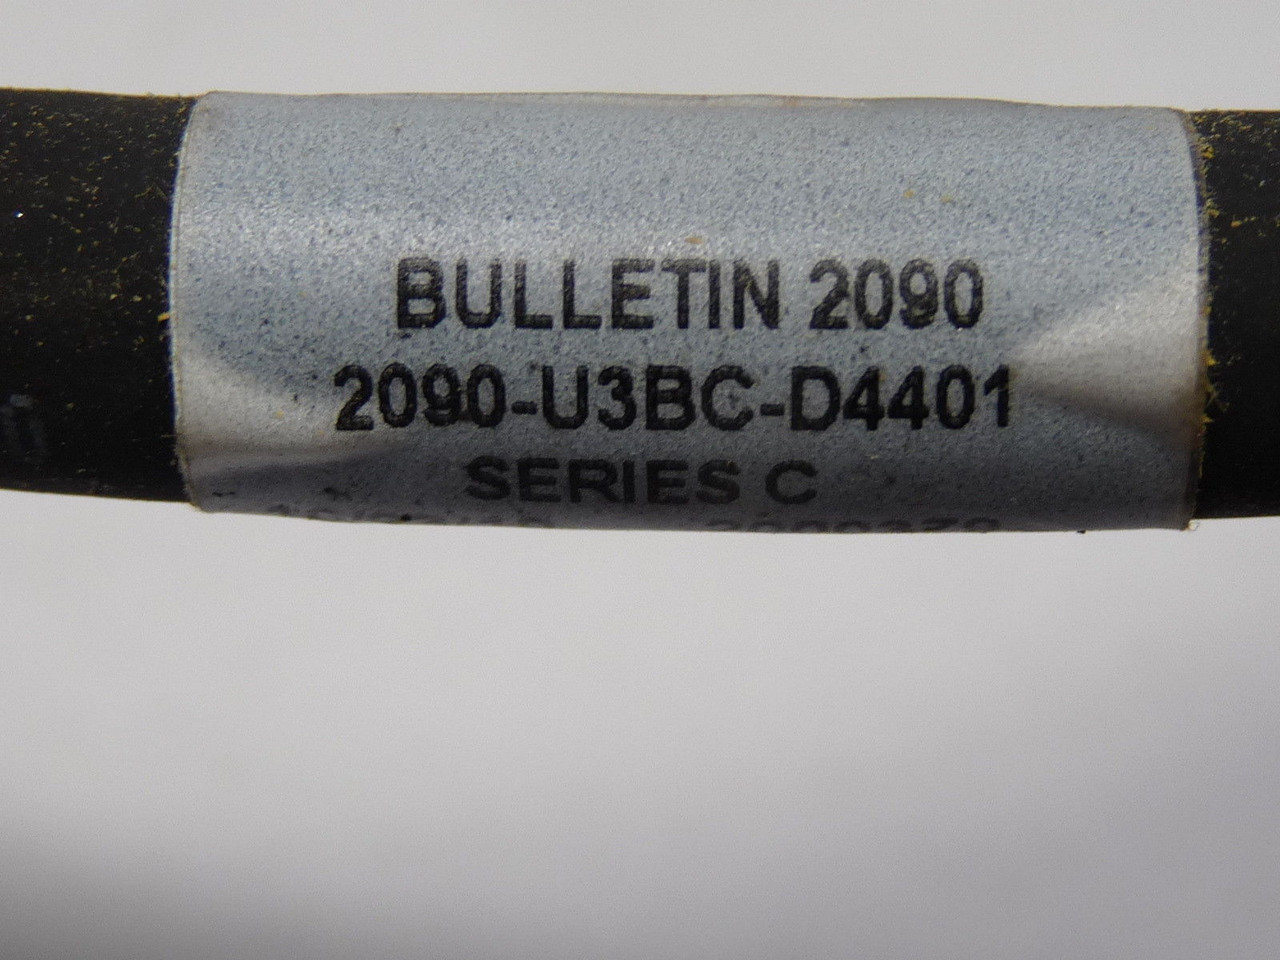 BULLETIN 2090
2090-U3BC-D4401
SERIES C